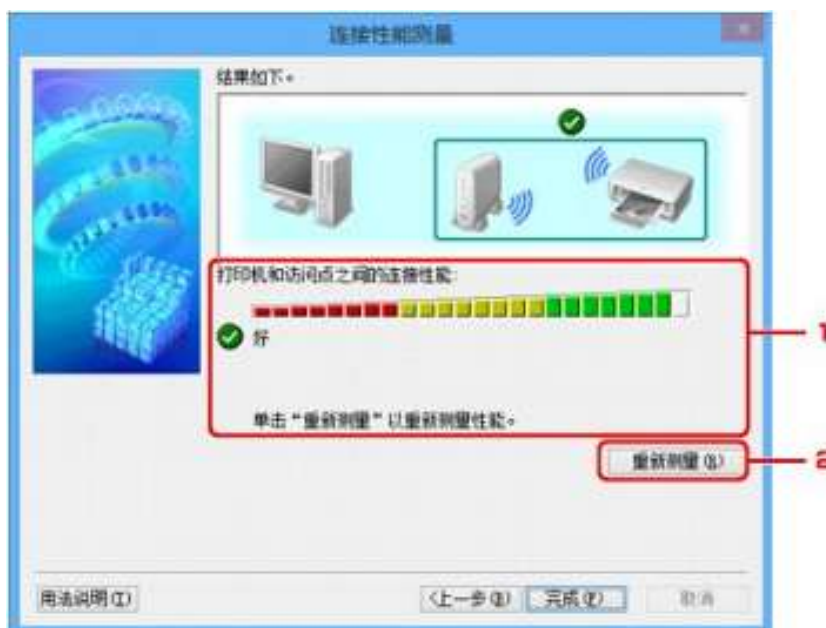 连接性能测量
结果如下。
打印机和访问点之间的连接性能:
好
单击“重新测量”以重新测量性能。
1
重新测量(R)
2
用法说明(I)
<上一步(B)
完成(F)
取消